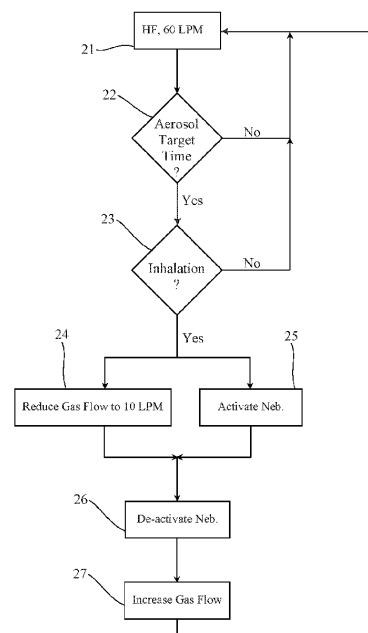 HF, 60 LPM
21
22
Aerosol
Target
Time
?
No
Yes
23
Inhalation
?
No
Yes
24
25
Reduce Gas Flow to 10 LPM
Activate Neb.
26
De-activate Neb.
27
Increase Gas Flow